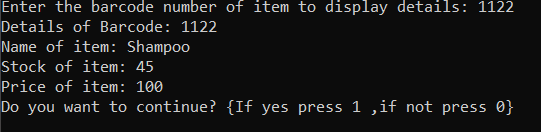 Enter the barcode number of item to display details: 1122
Details of Barcode: 1122
Name of item: Shampoo
Stock of item: 45
Price of item: 100
Do you want to continue? {If yes press 1 ,if not press 0}